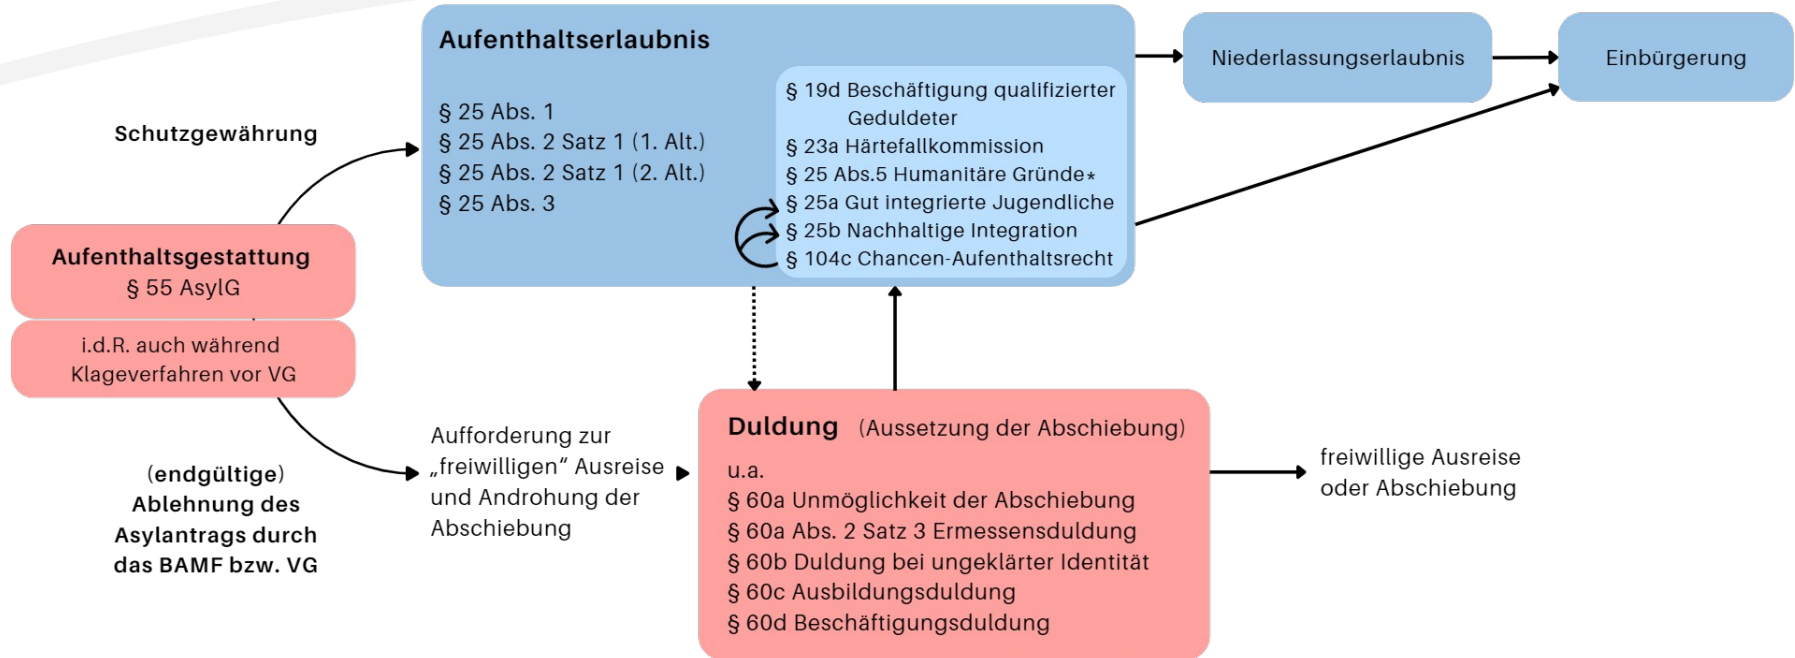 Aufenthaltserlaubnis
§ 25 Abs. 1
§ 25 Abs. 2 Satz 1 (1. Alt.)
§ 25 Abs. 2 Satz 1 (2. Alt.)
§ 25 Abs. 3
§ 19d Beschäftigung qualifizierter
Geduldeter
§ 23a Härtefallkommission
§ 25 Abs.5 Humanitäre Gründe*
§ 25a Gut integrierte Jugendliche
§ 25b Nachhaltige Integration
§ 104c Chancen-Aufenthaltsrecht
Niederlassungserlaubnis
Einbürgerung
Schutzgewährung
Aufenthaltsgestattung
§ 55 AsylG
i.d.R. auch während
Klageverfahren vor VG
(endgültige)
Ablehnung des
Asylantrags durch
das BAMF bzw. VG
Aufforderung zur
„freiwilligen“ Ausreise
und Androhung der
Abschiebung
Duldung (Aussetzung der Abschiebung)
u.a.
§ 60a Unmöglichkeit der Abschiebung
§ 60a Abs. 2 Satz 3 Ermessensduldung
§ 60b Duldung bei ungeklärter Identität
§ 60c Ausbildungsduldung
§ 60d Beschäftigungsduldung
freiwillige Ausreise
oder Abschiebung